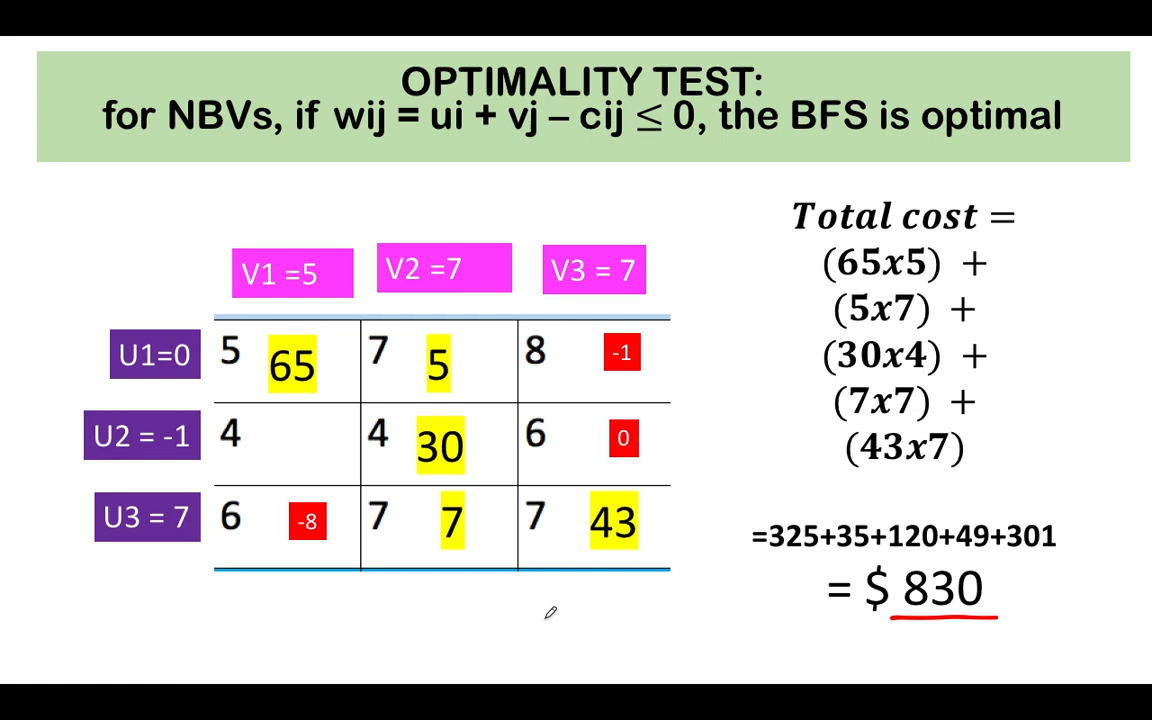 OPTIMALITY TEST:
for NBVs, if wij = ui + vj – cij ≤ 0, the BFS is optimal
V1 =5 V2 =7 V3 = 7
U1=0 5 65 7 5 8 -1
U2 = -1 4 4 30 6 0
U3 = 7 6 -8 7 7 7 43
Total cost =
(65x5) +
(5x7) +
(30x4) +
(7x7) +
(43x7)
=325+35+120+49+301
= $ 830